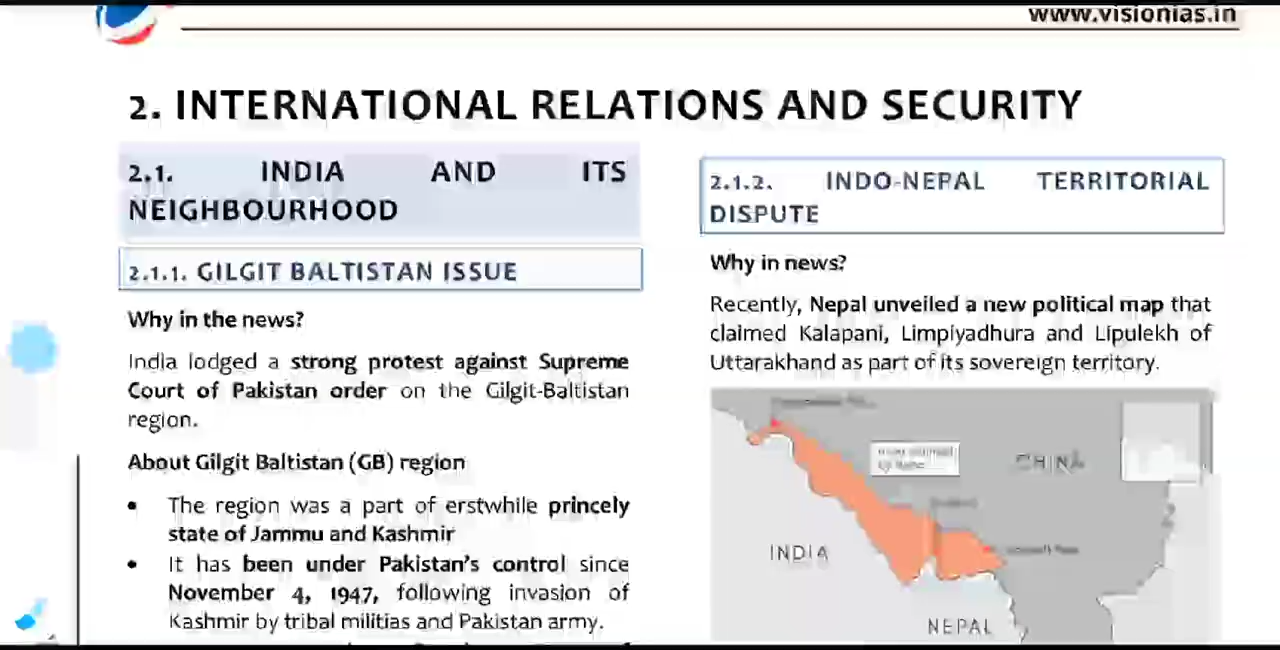 www.visionias.in
2. INTERNATIONAL RELATIONS AND SECURITY
2.1. INDIA AND ITS
NEIGHBOURHOOD
2.1.1. GILGIT BALTISTAN ISSUE
Why in the news?
India lodged a strong protest against Supreme
Court of Pakistan order on the Gilgit-Baltistan
region.
About Gilgit Baltistan (GB) region
• The region was a part of erstwhile princely
state of Jammu and Kashmir
• It has been under Pakistan's control since
November 4, 1947, following invasion of
Kashmir by tribal militias and Pakistan army.
2.1.2. INDO-NEPAL TERRITORIAL
DISPUTE
Why in news?
Recently, Nepal unveiled a new political map that
claimed Kalapani, Limpiyadhura and Lipulekh of
Uttarakhand as part of its sovereign territory.
CHINA
INDIA
NEPAL